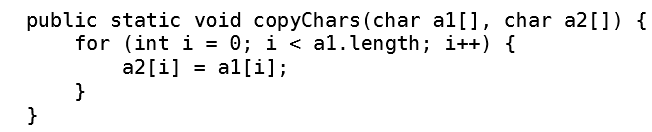 public static void copyChars(char a1[], char a2[]) {
    for (int i = 0; i < a1.length; i++) {
        a2[i] = a1[i];
    }
}